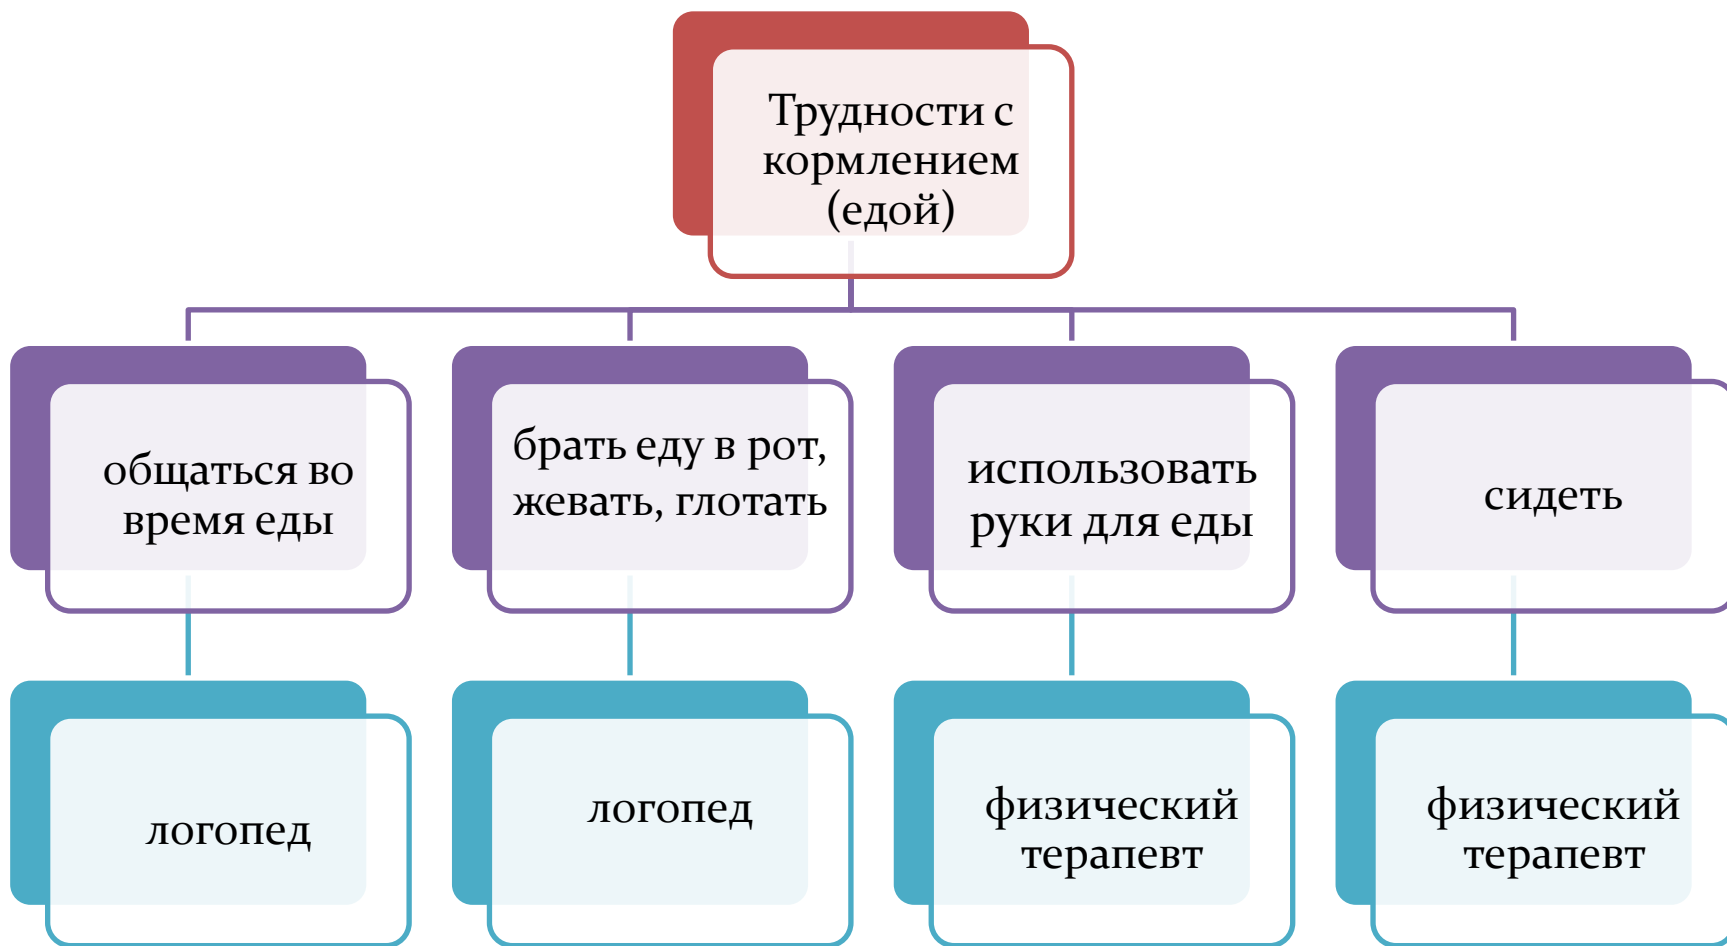 Трудности с
кормлением
(едой)
общаться во
время еды
брать еду в рот,
жевать, глотать
использовать
руки для еды
сидеть
логопед
логопед
физический
терапевт
физический
терапевт